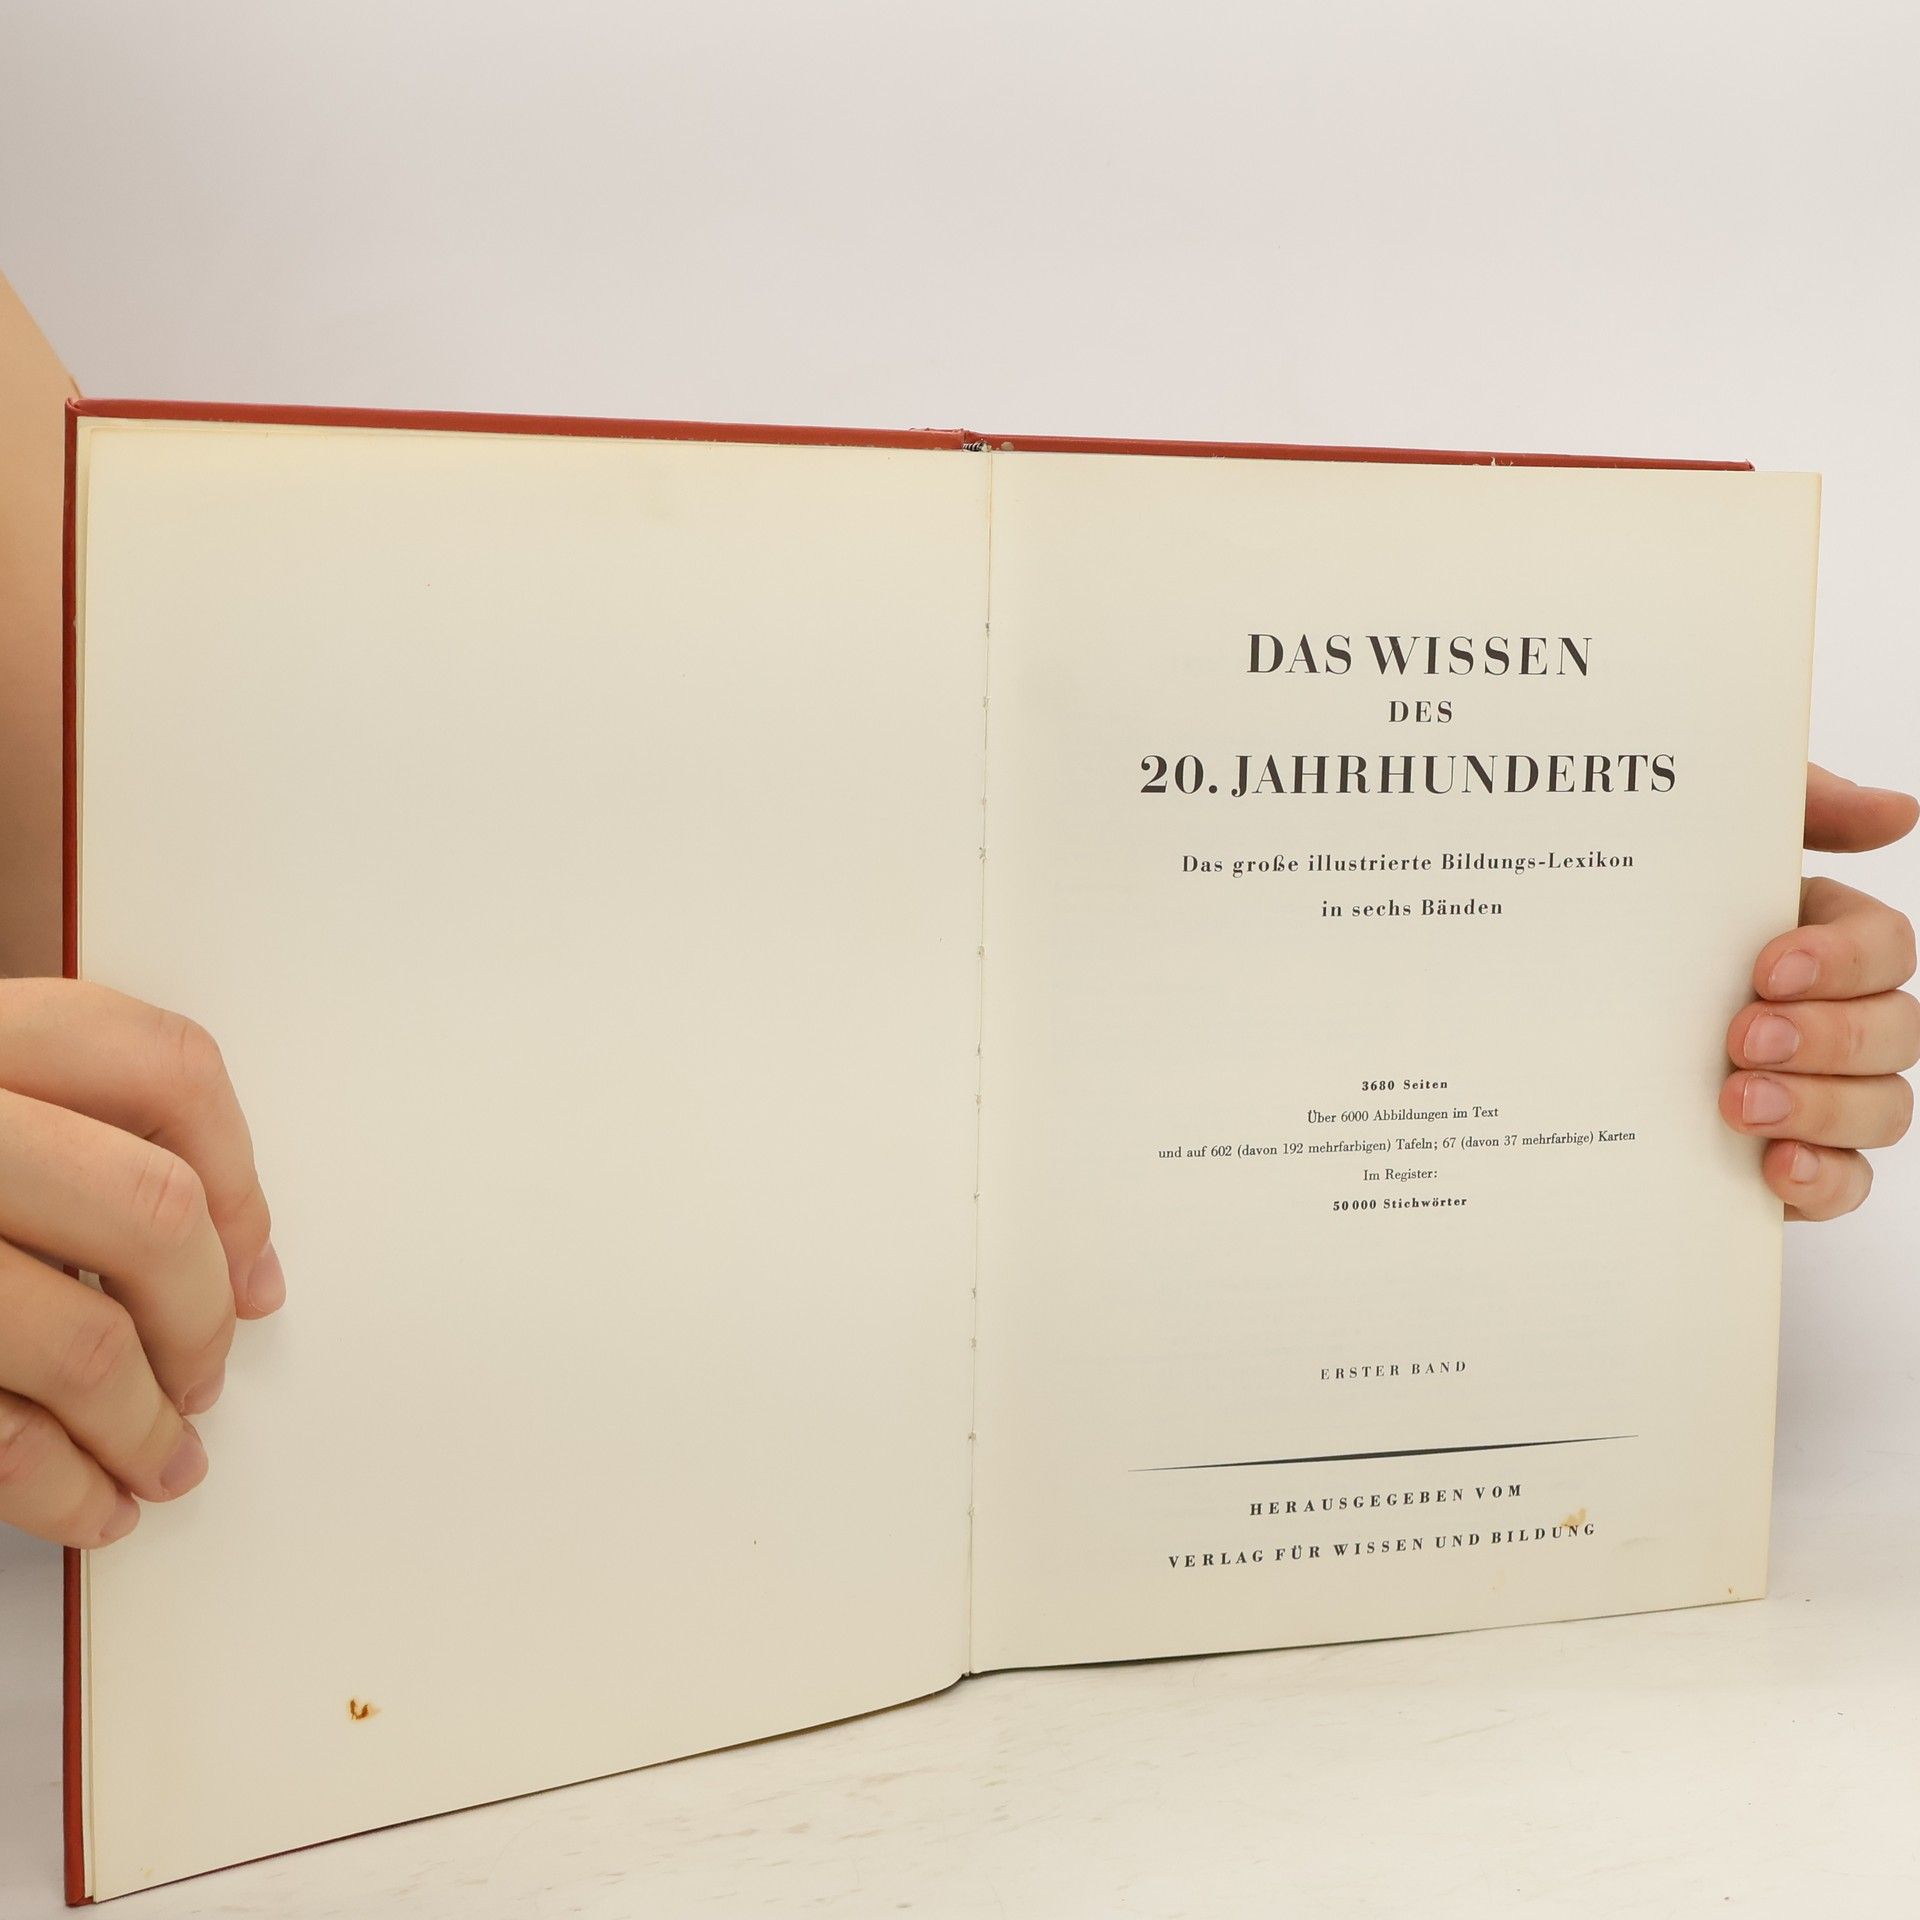 DAS WISSEN
DES
20. JAHRHUNDERTS
Das große illustrierte Bildungs-Lexikon
in sechs Bänden
3680 Seiten
Über 6000 Abbildungen im Text
und auf 602 (davon 192 mehrfarbigen) Tafeln; 67 (davon 37 mehrfarbige) Karten
Im Register:
50 000 Stichwörter
ERSTER BAND
HERAUSGEGEBEN VOM
VERLAG FÜR WISSEN UND BILDUNG